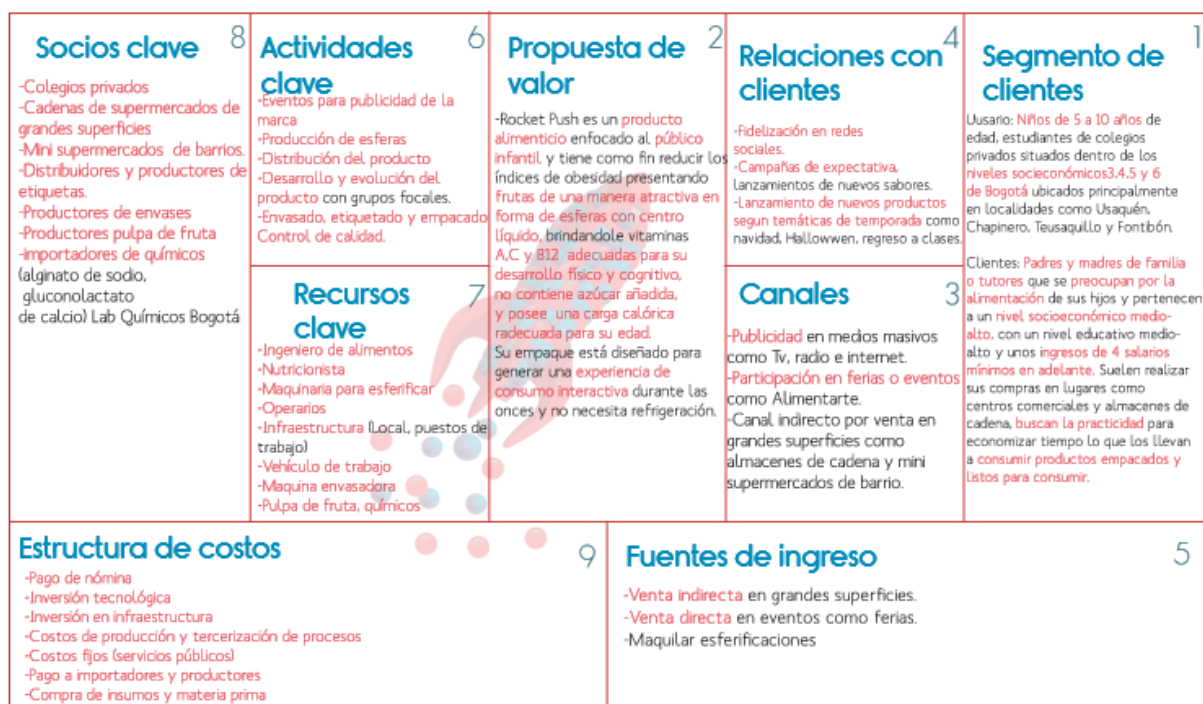 Socios clave
8
-Colegios privados
-Cadenas de supermercados de
grandes superficies
-Mini supermercados de barrios.
-Distribuidores y productores de
etiquetas.
-Productores de envases
-Productores pulpa de fruta
-importadores de químicos
(alginato de sodio,
gluconolactato
de calcio) Lab Químicos Bogotá
Actividades
clave
6
-Eventos para publicidad de la
marca
-Producción de esferas
-Distribución del producto
-Desarrollo y evolución del
producto con grupos focales.
-Envasado, etiquetado y empacado
Control de calidad.
Recursos
clave
7
-Ingeniero de alimentos
-Nutricionista
-Maquinaria para esferificar
-Operarios
-Infraestructura (Local, puestos de
trabajo)
-Vehículo de trabajo
-Maquina envasadora
-Pulpa de fruta, químicos
Propuesta de
valor
2
-Rocket Push es un producto
alimenticio enfocado al público
infantil y tiene como fin reducir los
índices de obesidad presentando
frutas de una manera atractiva en
forma de esferas con centro
líquido, brindandole vitaminas
A,C y B12 adecuadas para su
desarrollo físico y cognitivo,
no contiene azúcar añadida,
y posee una carga calórica
radecuada para su edad.
Su empaque está diseñado para
generar una experiencia de
consumo interactiva durante las
onces y no necesita refrigeración.
Relaciones con
clientes
4
-Fidelización en redes
sociales.
-Campañas de expectativa,
lanzamientos de nuevos sabores.
-Lanzamiento de nuevos productos
segun temáticas de temporada como
navidad, Hallowwen, regreso a clases.
Canales
3
-Publicidad en medios masivos
como Tv, radio e internet.
-Participación en ferias o eventos
como Alimentarte.
-Canal indirecto por venta en
grandes superficies como
almacenes de cadena y mini
supermercados de barrio.
Segmento de
clientes
1
Uusario: Niños de 5 a 10 años de
edad, estudiantes de colegios
privados situados dentro de los
niveles socioeconómicos3,4,5 y 6
de Bogotá ubicados principalmente
en localidades como Usaquén,
Chapinero, Teusaquillo y Fontibón.
Clientes: Padres y madres de familia
o tutores que se preocupan por la
alimentación de sus hijos y pertenecen
a un nivel socioeconómico medio-
alto, con un nivel educativo medio-
alto y unos ingresos de 4 salarios
mínimos en adelante. Suelen realizar
sus compras en lugares como
centros comerciales y almacenes de
cadena, buscan la practicidad para
economizar tiempo lo que los llevan
a consumir productos empacados y
listos para consumir.
Estructura de costos
9
-Pago de nómina
-Inversión tecnológica
-Inversión en infraestructura
-Costos de producción y tercerización de procesos
-Costos fijos (servicios públicos)
-Pago a importadores y productores
-Compra de insumos y materia prima
Fuentes de ingreso
5
-Venta indirecta en grandes superficies.
-Venta directa en eventos como ferias.
-Maquilar esferificaciones